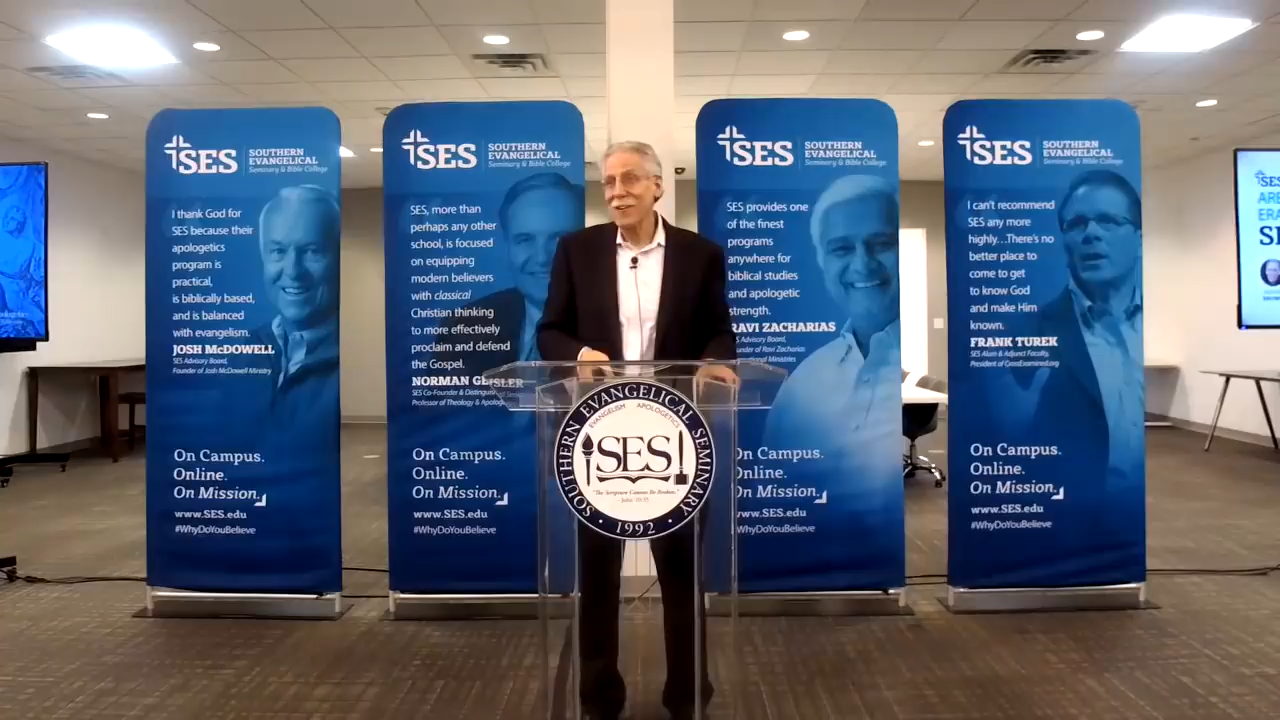 SES
SOUTHERN
EVANGELICAL
Seminary & Bible College
I thank God for
SES because their
apologetics
program is
practical,
is biblically based,
and is balanced
with evangelism.
JOSH McDOWELL
SES Advisory Board,
Founder of Josh McDowell Ministry
On Campus.
Online.
On Mission.
www.SES.edu
#WhyDoYouBelieve
SES
SOUTHERN
EVANGELICAL
Seminary & Bible College
SES, more than
perhaps any other
school, is focused
on equipping
modern believers
with classical
Christian thinking
to more effectively
proclaim and defend
the Gospel.
NORMAN GEISLER
SES Co-Founder &
Professor of Theology &
On Campus.
Online.
On Mission.
www.SES.edu
#WhyDoYouBelieve
SES
SOUTHERN
EVANGELICAL
Seminary & Bible College
SES provides one
of the finest
programs
anywhere for
biblical studies
and apologetic
strength.
RAVI ZACHARIAS
Advisory Board,
of Ravi Zacharias
Ministries
On Campus.
Online.
On Mission.
www.SES.edu
#WhyDoYouBelieve
SES
SOUTHERN
EVANGELICAL
Seminary & Bible College
I can't recommend
SES any more
highly...There's no
better place to
come to get
to know God
and make Him
known.
FRANK TUREK
SES Alum & Adjunct Faculty,
President of CrossExamined.org
On Campus.
Online.
On Mission.
www.SES.edu
#WhyDoYouBelieve
SOUTHERN EVANGELICAL SEMINARY
EVANGELISM APOLOGETICS
SES
"The Scripture Cannot Be Broken."
John 10:35
1992
SES
ARE
ERA